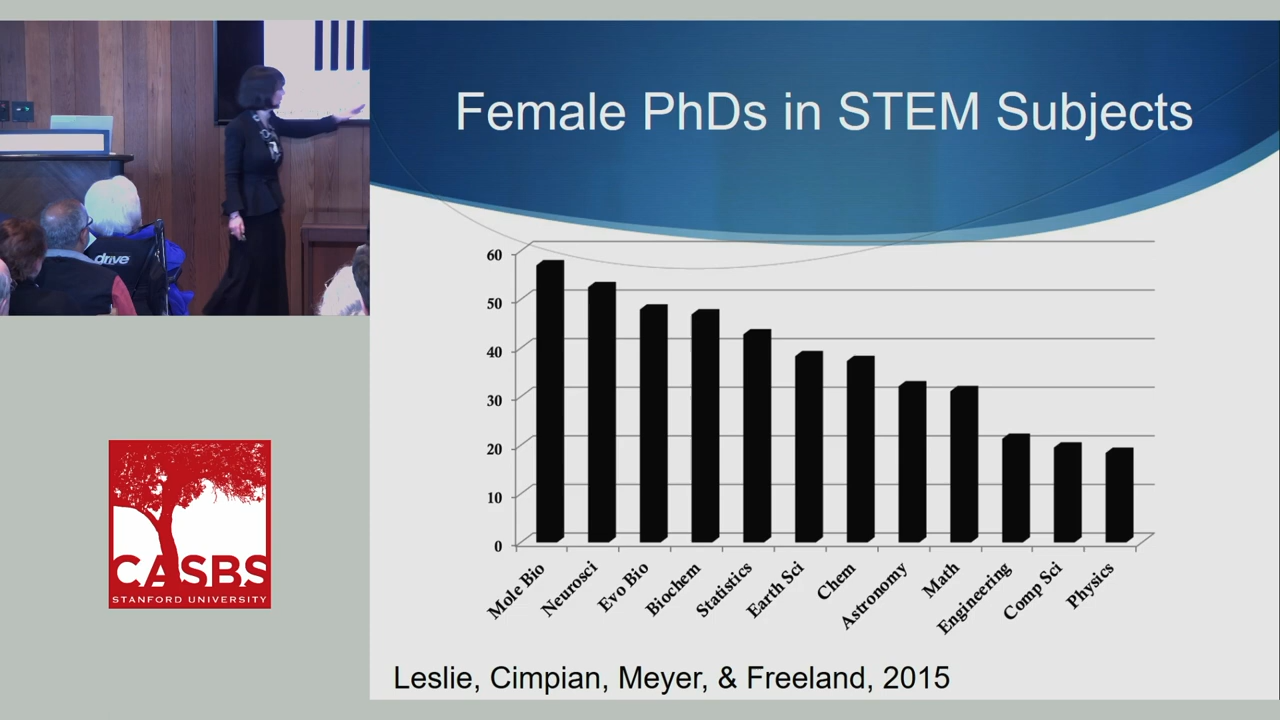 Female PhDs in STEM Subjects
60
50
40
30
20
10
0
Mole Bio
Neurosci
Evo Bio
Biochem
Statistics
Earth Sci
Chem
Astronomy
Math
Engineering
Comp Sci
Physics
Leslie, Cimpian, Meyer, & Freeland, 2015
drive
CASBS
STANFORD UNIVERSITY